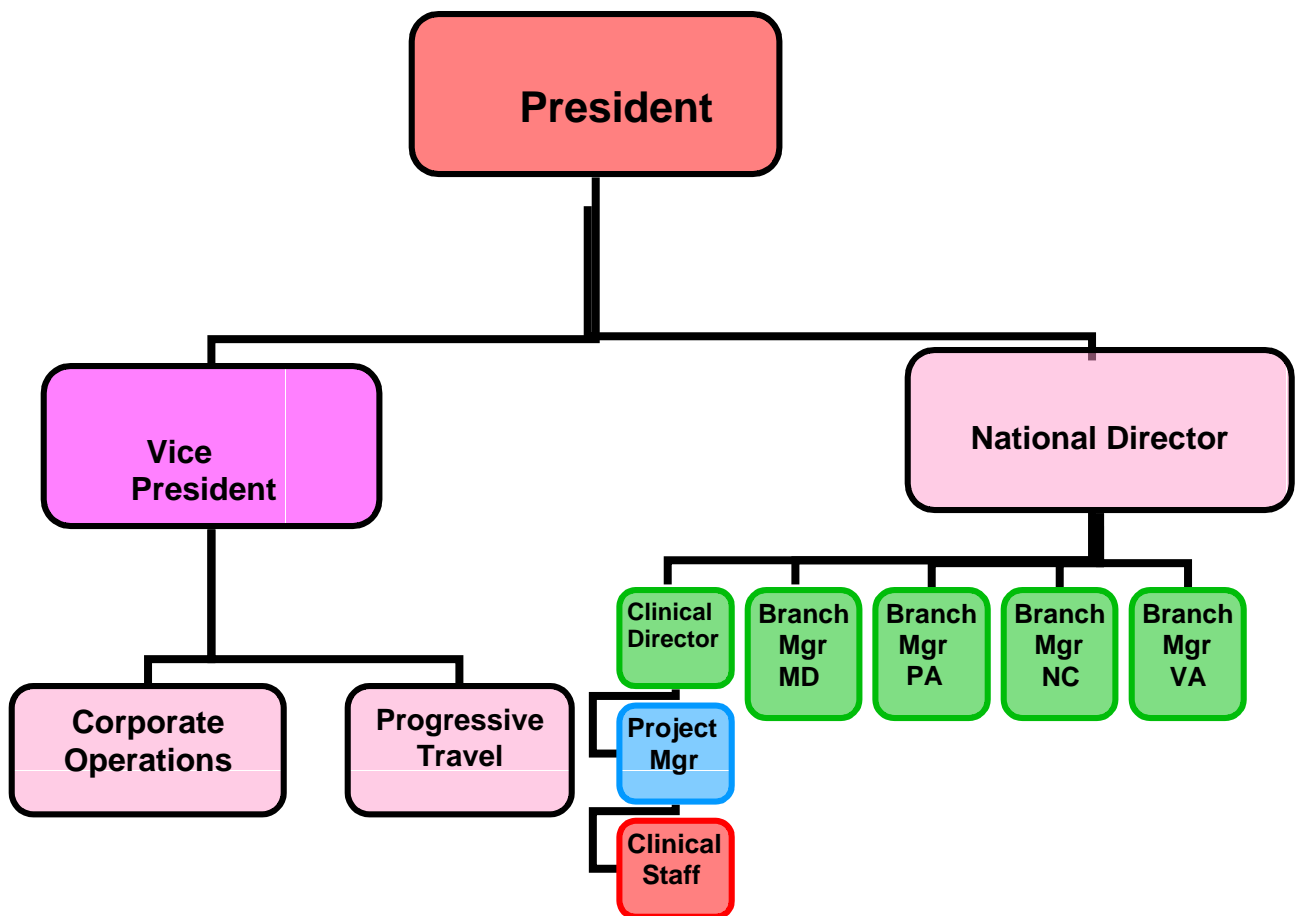 President
Vice
President
National Director
Corporate
Operations
Progressive
Travel
Clinical
Director
Branch
Mgr
MD
Branch
Mgr
PA
Branch
Mgr
NC
Branch
Mgr
VA
Project
Mgr
Clinical
Staff